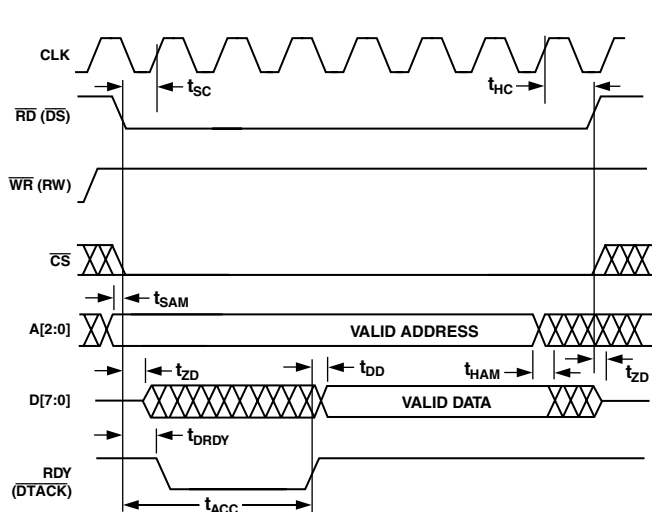 CLK
tSC
tHC
RD (DS)
WR (RW)
CS
tSAM
A[2:0]
VALID ADDRESS
tZD
tDD
tHAM
tZD
D[7:0]
VALID DATA
tDRDY
RDY
(DTACK)
tACC